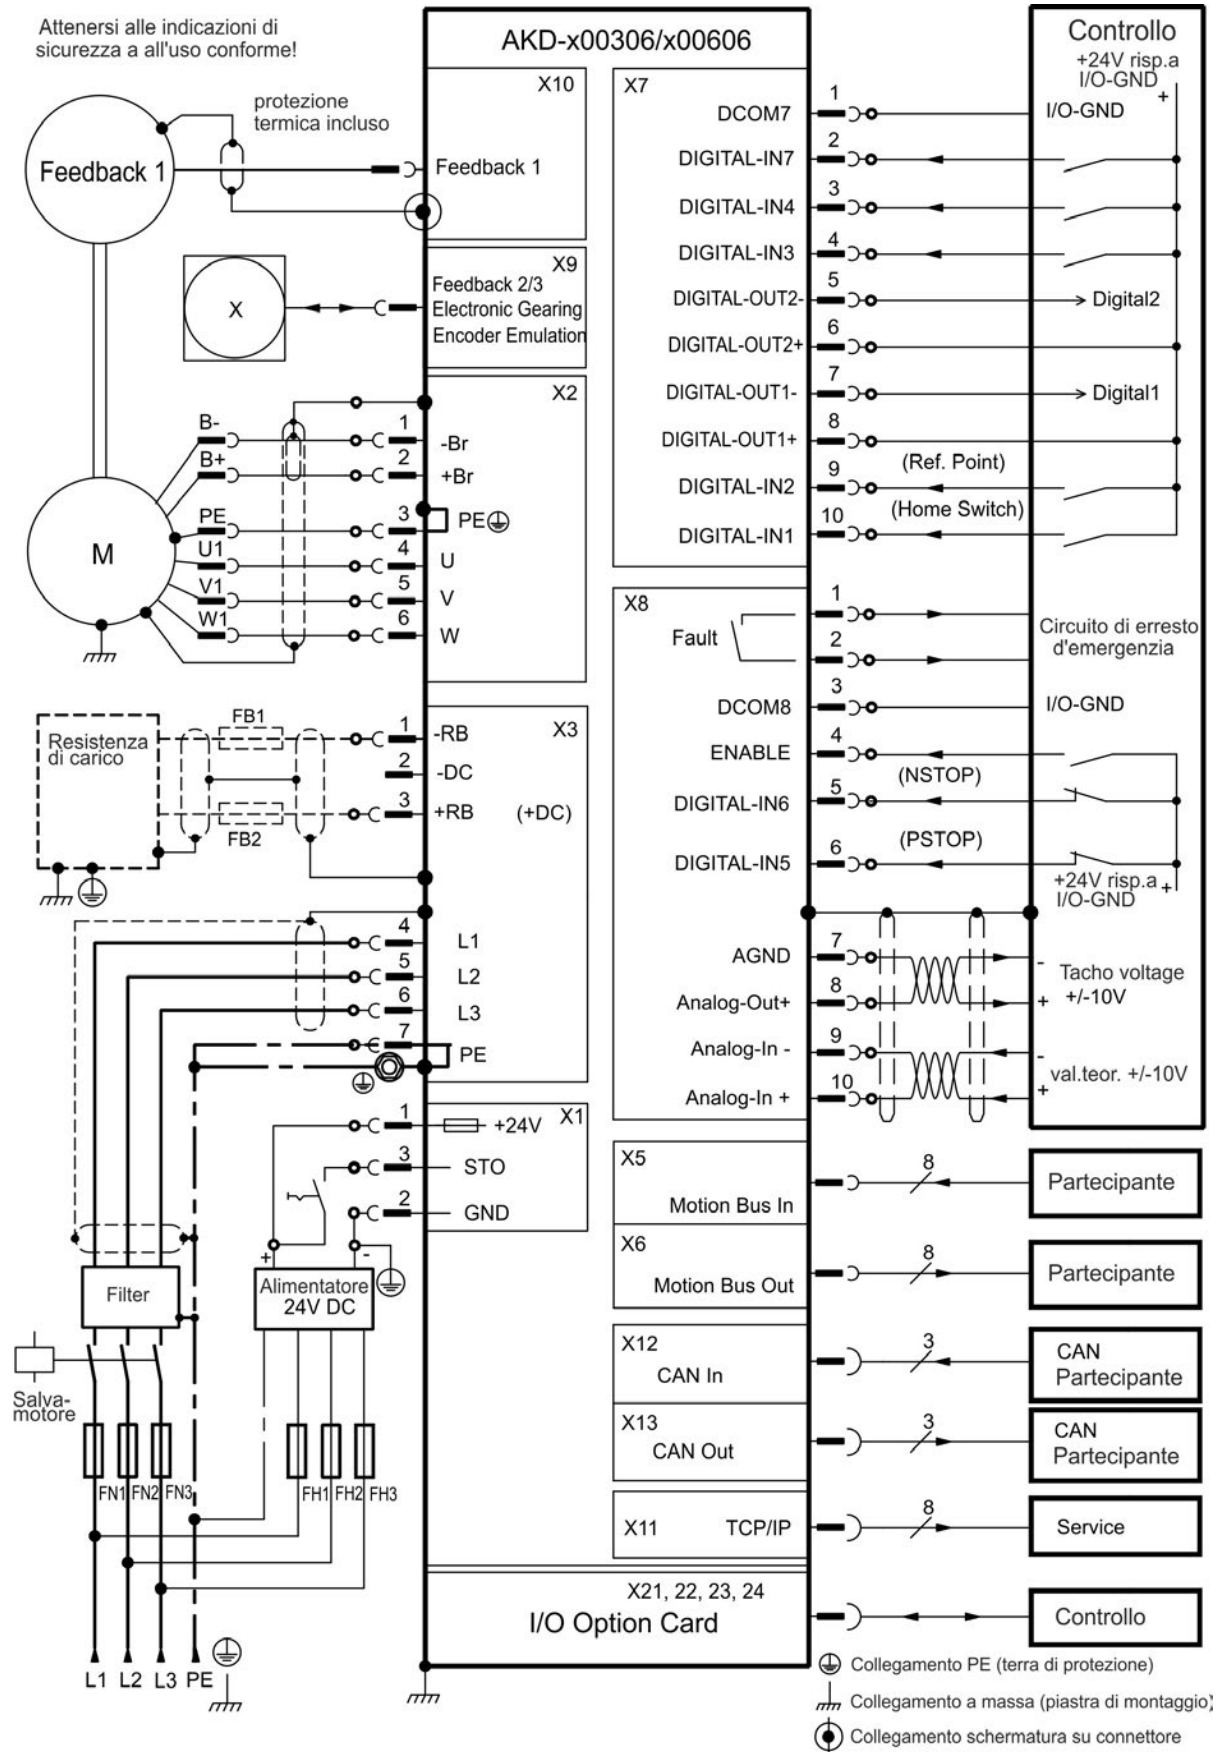 Attenersi alle indicazioni di
sicurezza a all'uso conforme!
AKD-x00306/x00606
Controllo
+24V risp.a
I/O-GND
+
I/O-GND
protezione
termica incluso
Feedback 1
X10
Feedback 1
X
X9
Feedback 2/3
Electronic Gearing
Encoder Emulation
X2
B-
1
-Br
B+
2
+Br
PE
3
PE
U1
4
U
V1
5
V
W1
6
W
M
X7
DCOM7
1
DIGITAL-IN7
2
DIGITAL-IN4
3
DIGITAL-IN3
4
DIGITAL-OUT2-
5
Digital2
DIGITAL-OUT2+
6
DIGITAL-OUT1-
7
Digital1
DIGITAL-OUT1+
8
DIGITAL-IN2
9
(Ref. Point)
DIGITAL-IN1
10
(Home Switch)
X8
Fault
1
2
Circuito di erresto
d'emergenzia
DCOM8
3
I/O-GND
ENABLE
4
DIGITAL-IN6
5
(NSTOP)
DIGITAL-IN5
6
(PSTOP)
+24V risp.a
I/O-GND
+
AGND
7
-
Tacho voltage
+/-10V
Analog-Out+
8
+
Analog-In -
9
-
val.teor. +/-10V
Analog-In +
10
+
Resistenza
di carico
FB1
FB2
X3
1
-RB
2
-DC
3
+RB
(+DC)
4
L1
5
L2
6
L3
7
PE
X1
1
+24V
3
STO
2
GND
+
-
Alimentatore
24V DC
Filter
Salva-
motore
FN1
FN2
FN3
FH1
FH2
FH3
L1
L2
L3
PE
X5
Motion Bus In
8
Partecipante
X6
Motion Bus Out
8
Partecipante
X12
CAN In
3
CAN
Partecipante
X13
CAN Out
3
CAN
Partecipante
X11
TCP/IP
8
Service
X21, 22, 23, 24
I/O Option Card
Controllo
Collegamento PE (terra di protezione)
Collegamento a massa (piastra di montaggio)
Collegamento schermatura su connettore